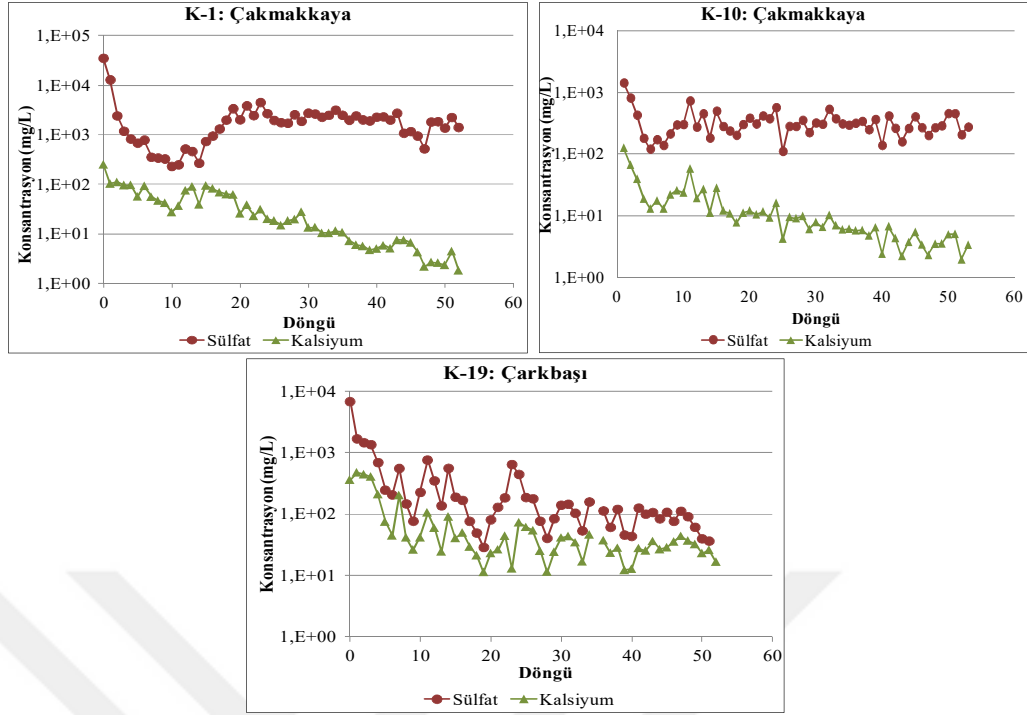 K-1: Çakmakkaya
Konsantrasyon (mg/L)
1,E+05
1,E+04
1,E+03
1,E+02
1,E+01
1,E+00
0 10 20 30 40 50 60
Döngü
Sülfat Kalsiyum
K-10: Çakmakkaya
Konsantrasyon (mg/L)
1,E+04
1,E+03
1,E+02
1,E+01
1,E+00
0 10 20 30 40 50 60
Döngü
Sülfat Kalsiyum
K-19: Çarkbaşı
Konsantrasyon (mg/L)
1,E+04
1,E+03
1,E+02
1,E+01
1,E+00
0 10 20 30 40 50 60
Döngü
Sülfat Kalsiyum